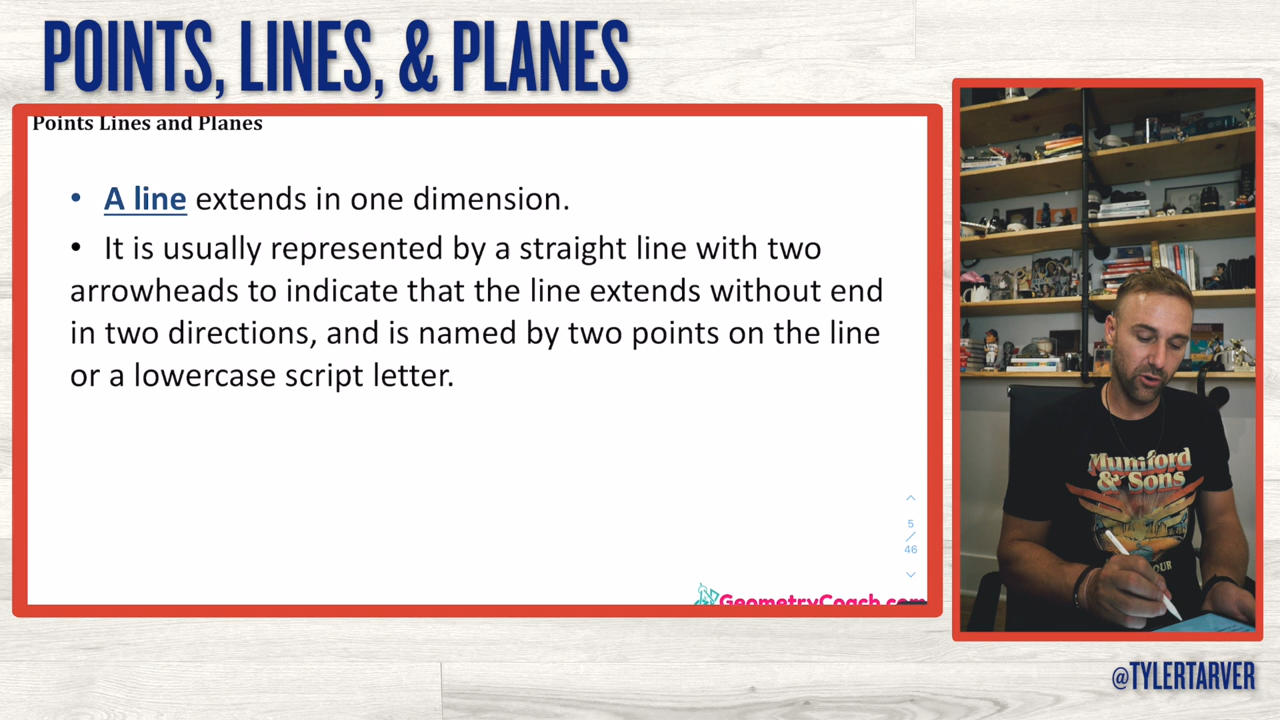 POINTS, LINES, & PLANES
Points Lines and Planes
• A line extends in one dimension.
• It is usually represented by a straight line with two
arrowheads to indicate that the line extends without end
in two directions, and is named by two points on the line
or a lowercase script letter.
5
/
46
GeometryCoach.com
Mumford
& Sons
OUR
@TYLERTARVER